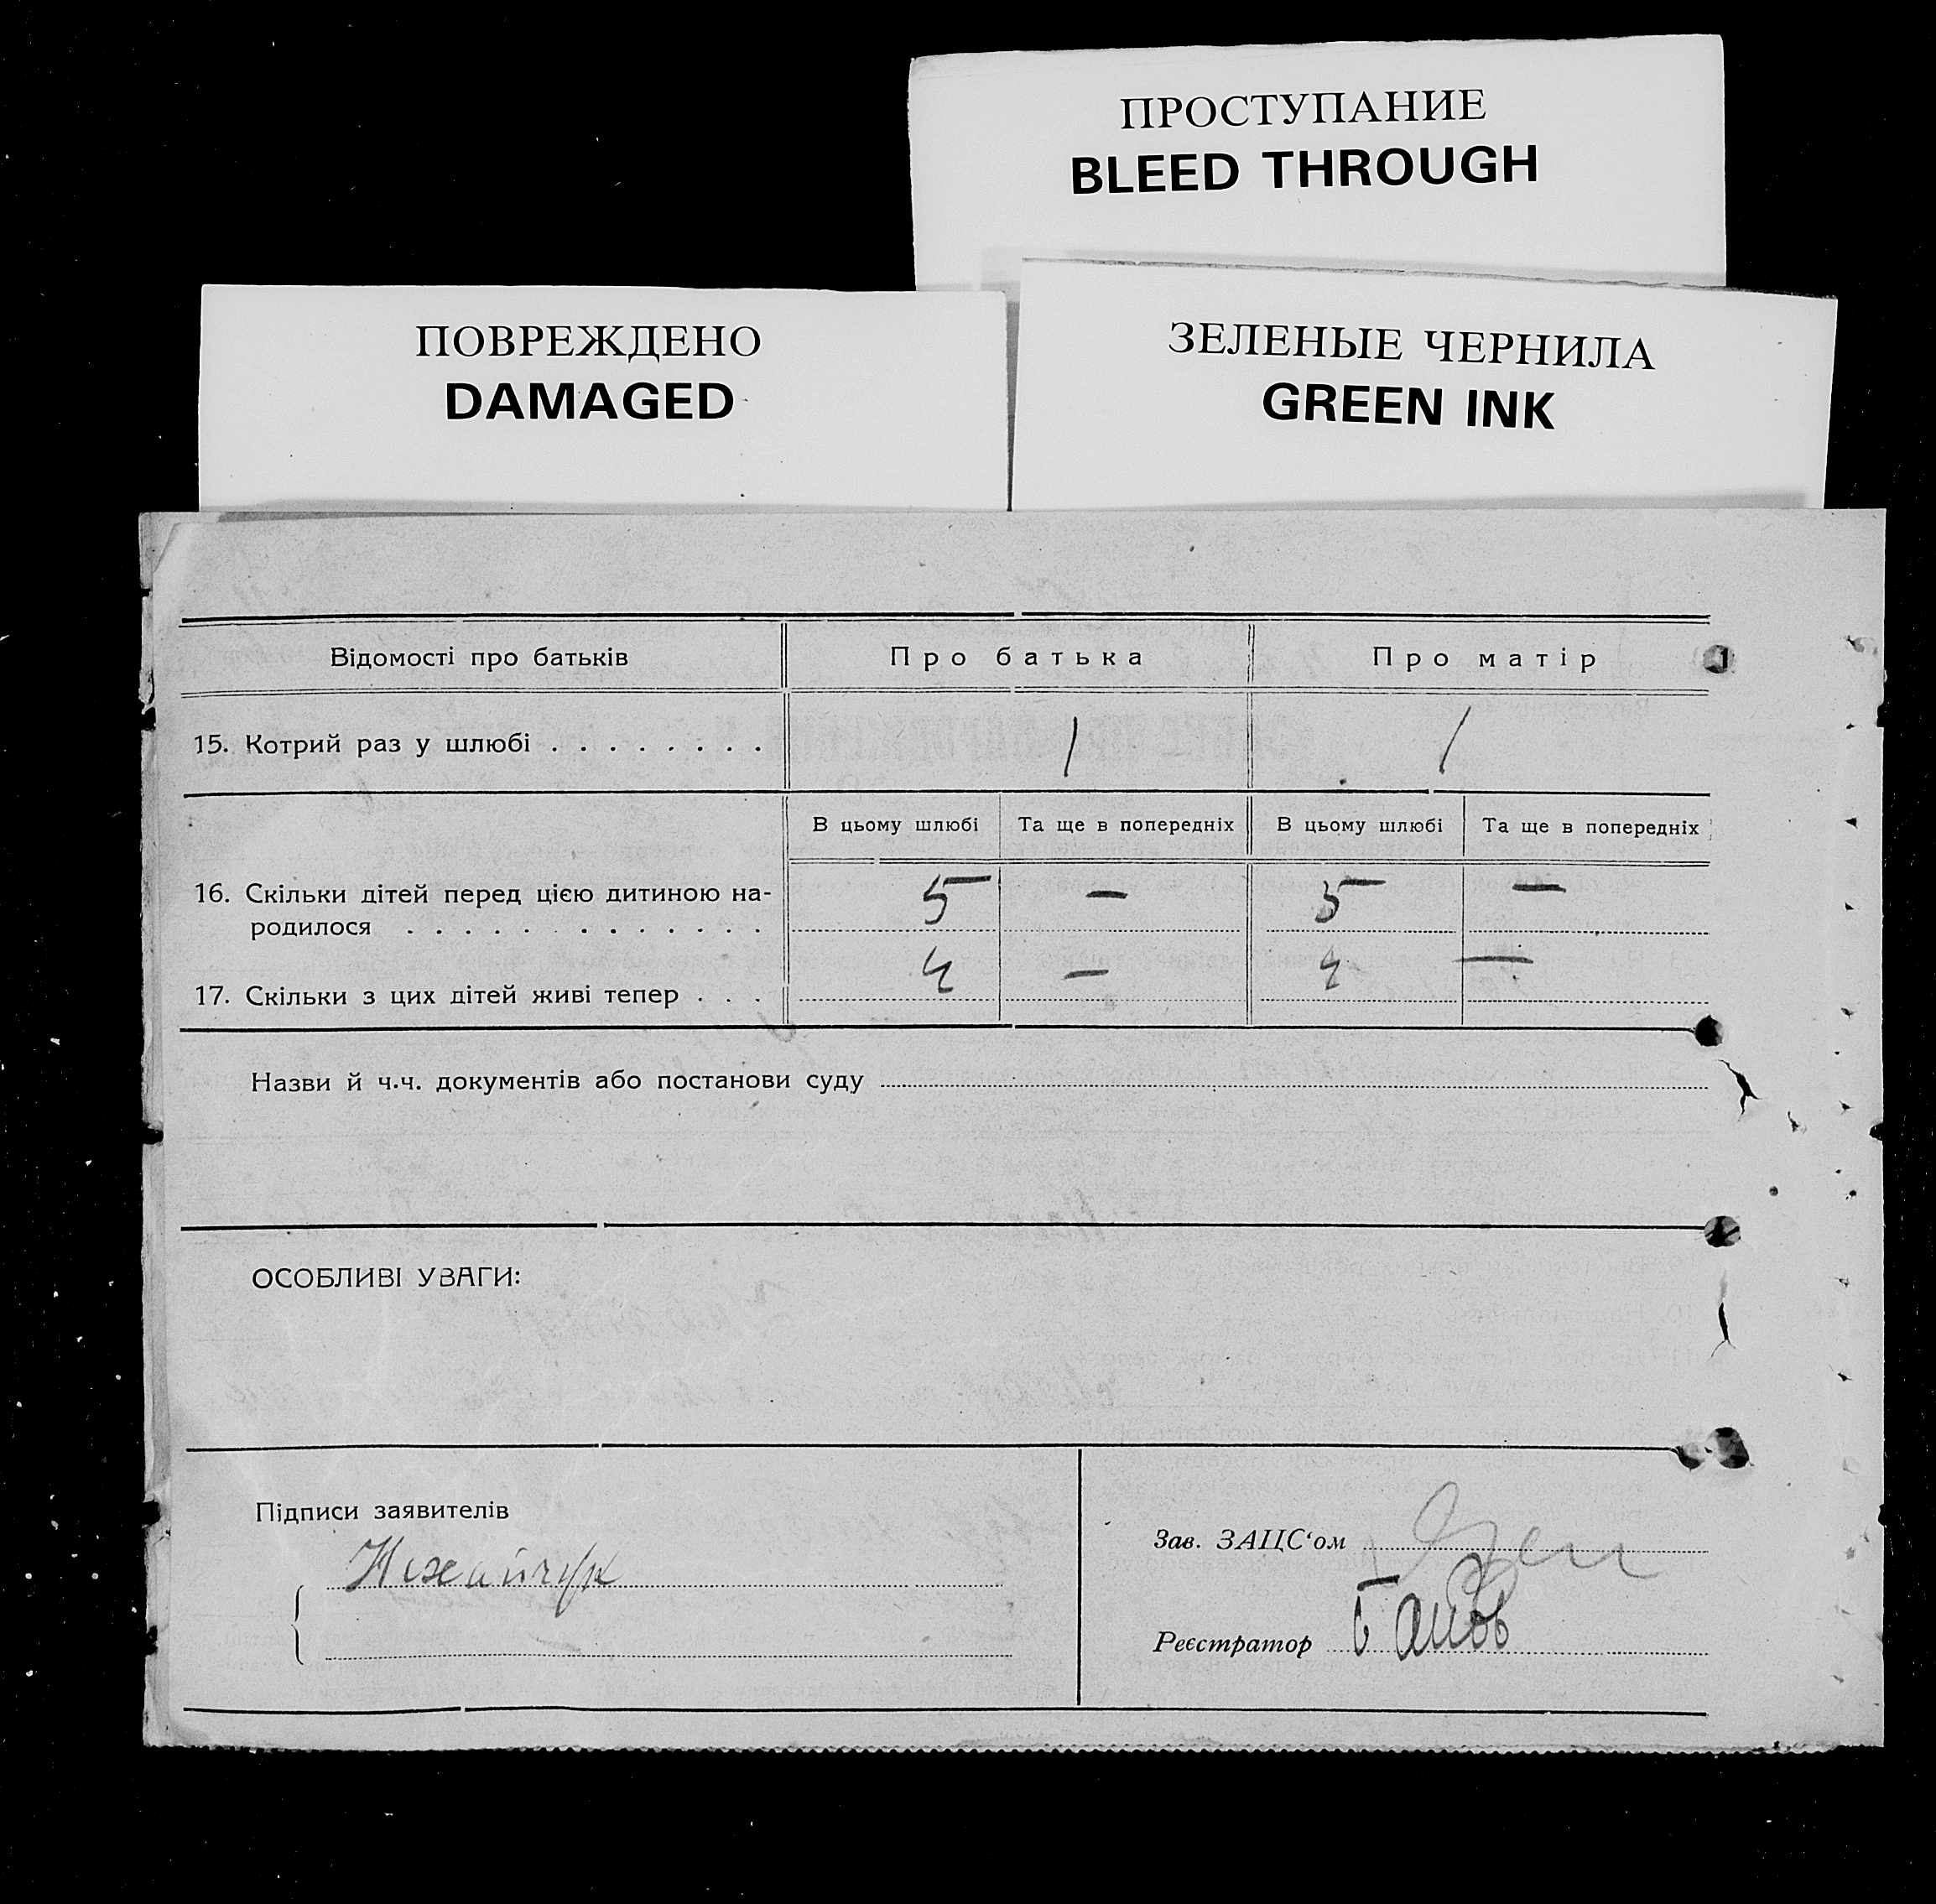 ПРОСТУПАНИЕ
BLEED THROUGH
ПОВРЕЖДЕНО
DAMAGED
ЗЕЛЕНЫЕ ЧЕРНИЛА
GREEN INK
Відомості про батьків Про батька Про матір
15. Котрий раз у шлюбі . . . . . . . . 1 1
В цьому шлюбі Та ще в попередніх В цьому шлюбі Та ще в попередніх
16. Скільки дітей перед цією дитиною на-
родилося . . . . . . . . . . . . . 5 — 5 —
17. Скільки з цих дітей живі тепер . . . 4 — 4 —
Назви й ч.ч. документів або постанови суду
ОСОБЛИВІ УВАГИ:
Підписи заявителів
Нехайчук
Зав. ЗАЦС‘ом
Реєстратор